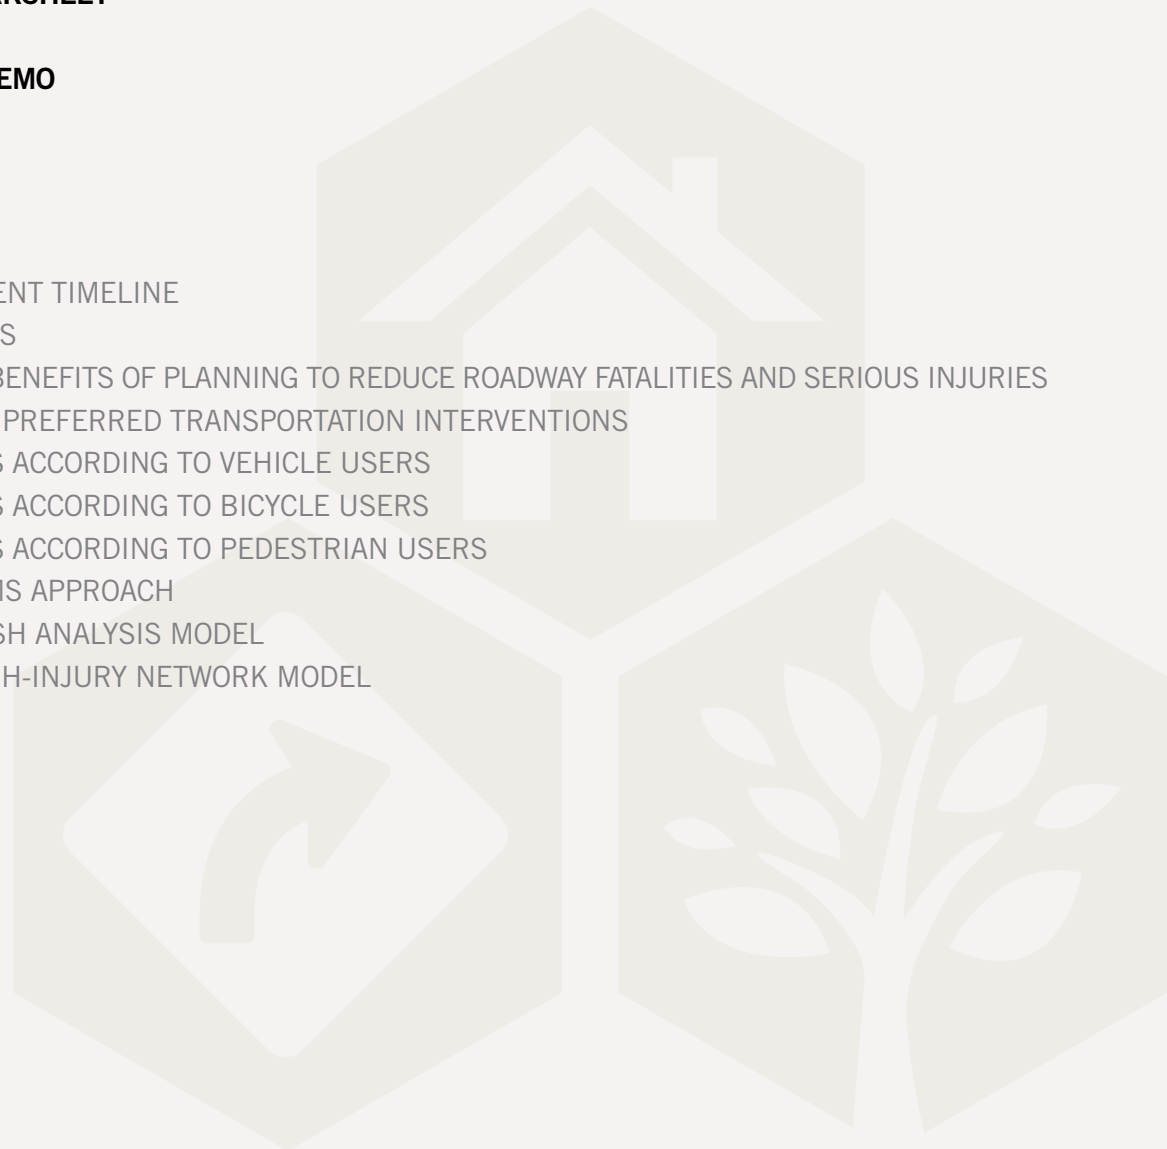 EMO
ENT TIMELINE
S
BENEFITS OF PLANNING TO REDUCE ROADWAY FATALITIES AND SERIOUS INJURIES
PREFERRED TRANSPORTATION INTERVENTIONS
S ACCORDING TO VEHICLE USERS
S ACCORDING TO BICYCLE USERS
S ACCORDING TO PEDESTRIAN USERS
MS APPROACH
SH ANALYSIS MODEL
H-INJURY NETWORK MODEL